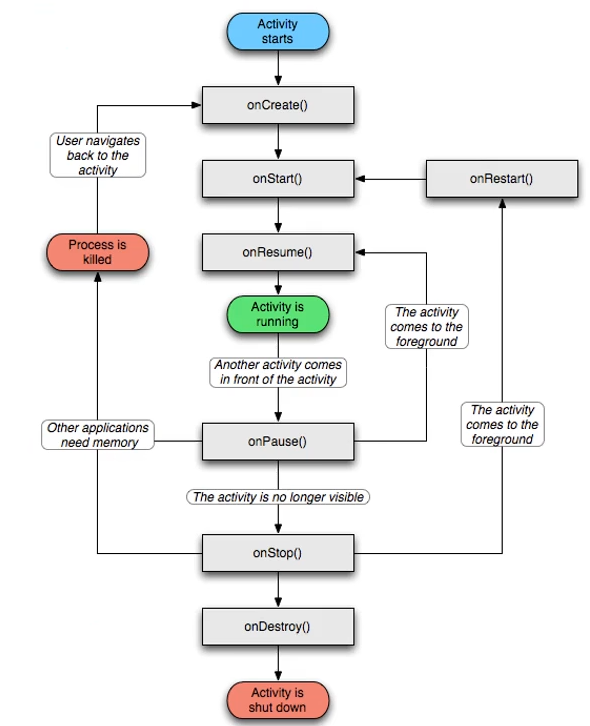 Activity
starts
onCreate()
User navigates
back to the
activity
onStart()
onRestart()
Process is
killed
onResume()
Activity is
running
The activity
comes to the
foreground
Another activity comes
in front of the activity
Other applications
need memory
onPause()
The activity
comes to the
foreground
The activity is no longer visible
onStop()
onDestroy()
Activity is
shut down